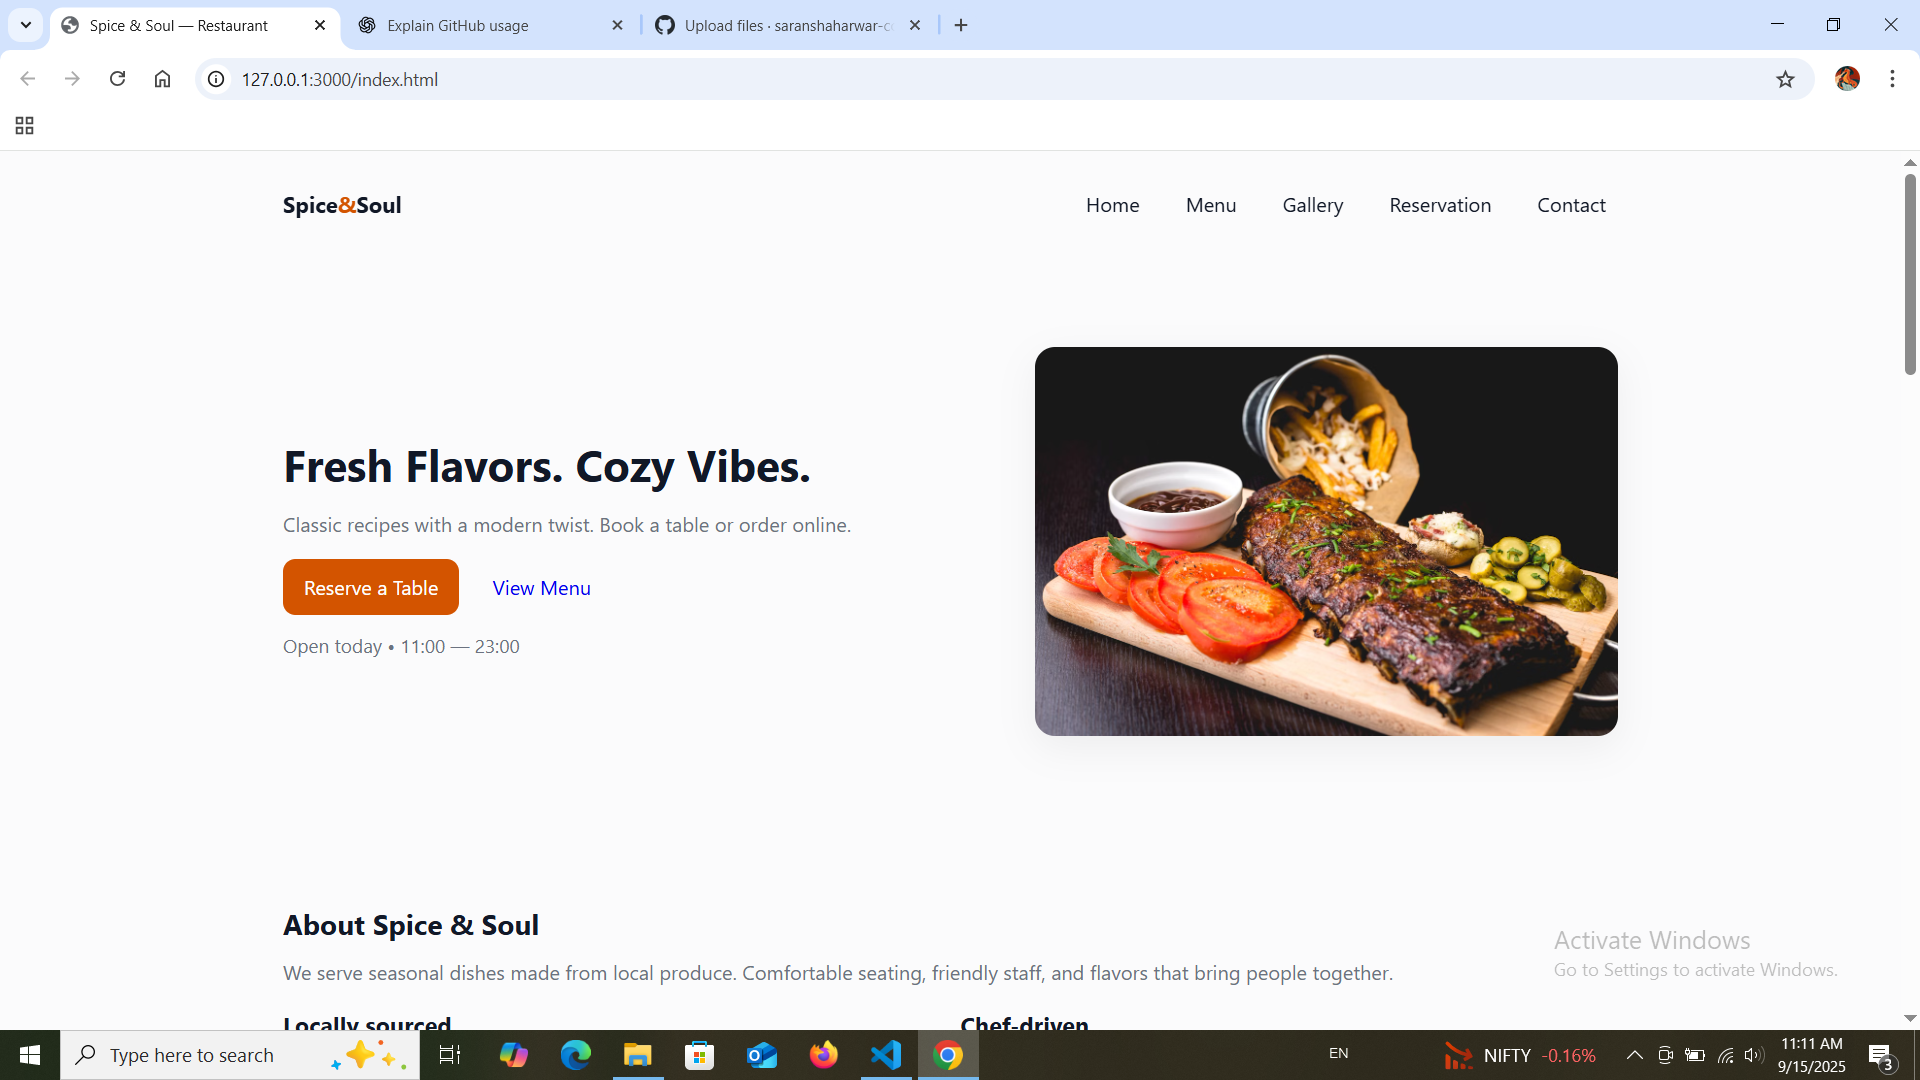 Spice & Soul — Restaurant
Explain GitHub usage
Upload files · saranshaharwar-c
127.0.0.1:3000/index.html
Spice&Soul
Home Menu Gallery Reservation Contact
Fresh Flavors. Cozy Vibes.
Classic recipes with a modern twist. Book a table or order online.
Reserve a Table View Menu
Open today • 11:00 — 23:00
About Spice & Soul
We serve seasonal dishes made from local produce. Comfortable seating, friendly staff, and flavors that bring people together.
Locally sourced Chef-driven
Activate Windows
Go to Settings to activate Windows.
Type here to search
EN
NIFTY -0.16%
11:11 AM
9/15/2025
3